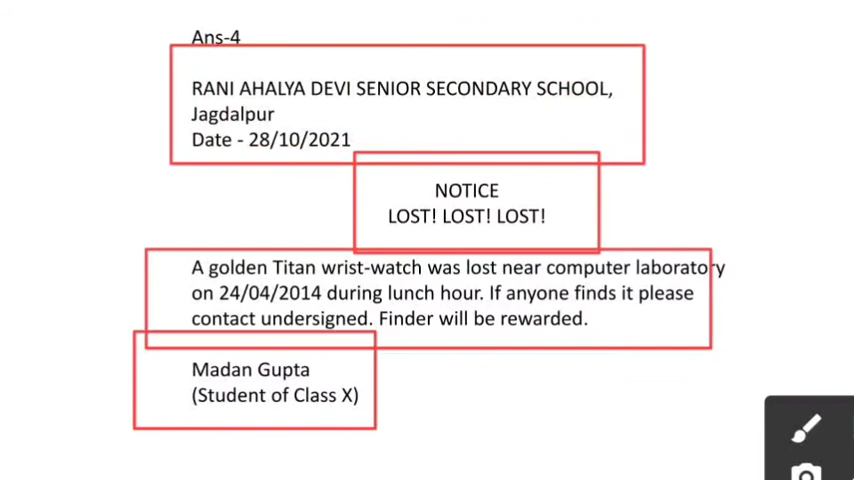 Ans-4
RANI AHALYA DEVI SENIOR SECONDARY SCHOOL,
Jagdalpur
Date - 28/10/2021
NOTICE
LOST! LOST! LOST!
A golden Titan wrist-watch was lost near computer laboratory
on 24/04/2014 during lunch hour. If anyone finds it please
contact undersigned. Finder will be rewarded.
Madan Gupta
(Student of Class X)